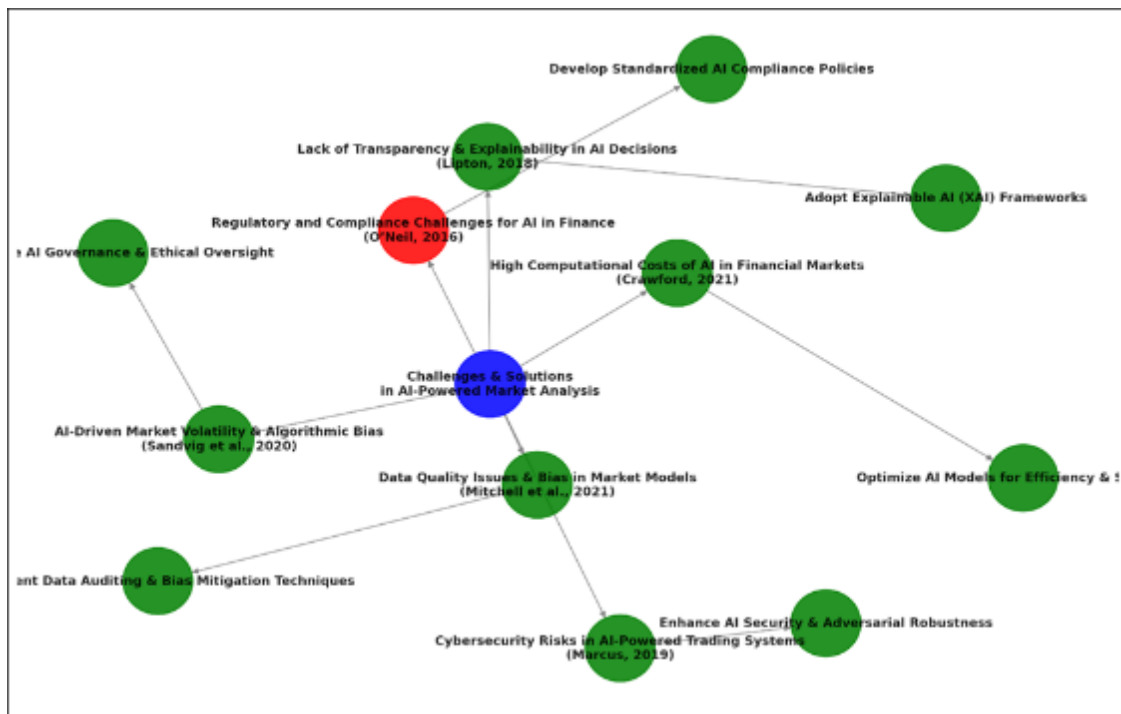 Develop Standardized AI Compliance Policies
Lack of Transparency & Explainability in AI Decisions
(Lipton, 2018)
Adopt Explainable AI (XAI) Frameworks
Regulatory and Compliance Challenges for AI in Finance
(O'Neil, 2016)
e AI Governance & Ethical Oversight
High Computational Costs of AI in Financial Markets
(Crawford, 2021)
Challenges & Solutions
in AI-Powered Market Analysis
AI-Driven Market Volatility & Algorithmic Bias
(Sandvig et al., 2020)
Data Quality Issues & Bias in Market Models
(Mitchell et al., 2021)
Optimize AI Models for Efficiency &
ent Data Auditing & Bias Mitigation Techniques
Enhance AI Security & Adversarial Robustness
Cybersecurity Risks in AI-Powered Trading Systems
(Marcus, 2019)